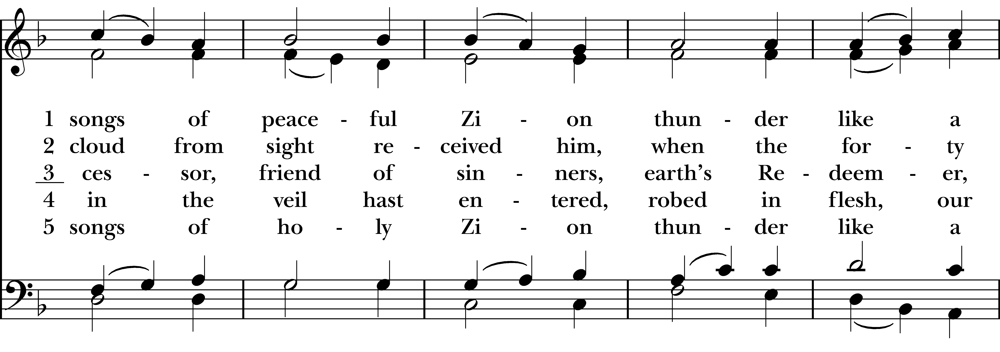 1 songs of peace - ful Zi - on thun - der like a
2 cloud from sight re - ceived him, when the for - ty
3 ces - sor, friend of sin - ners, earth’s Re - deem - er,
4 in the veil hast en - tered, robed in flesh, our
5 songs of ho - ly Zi - on thun - der like a